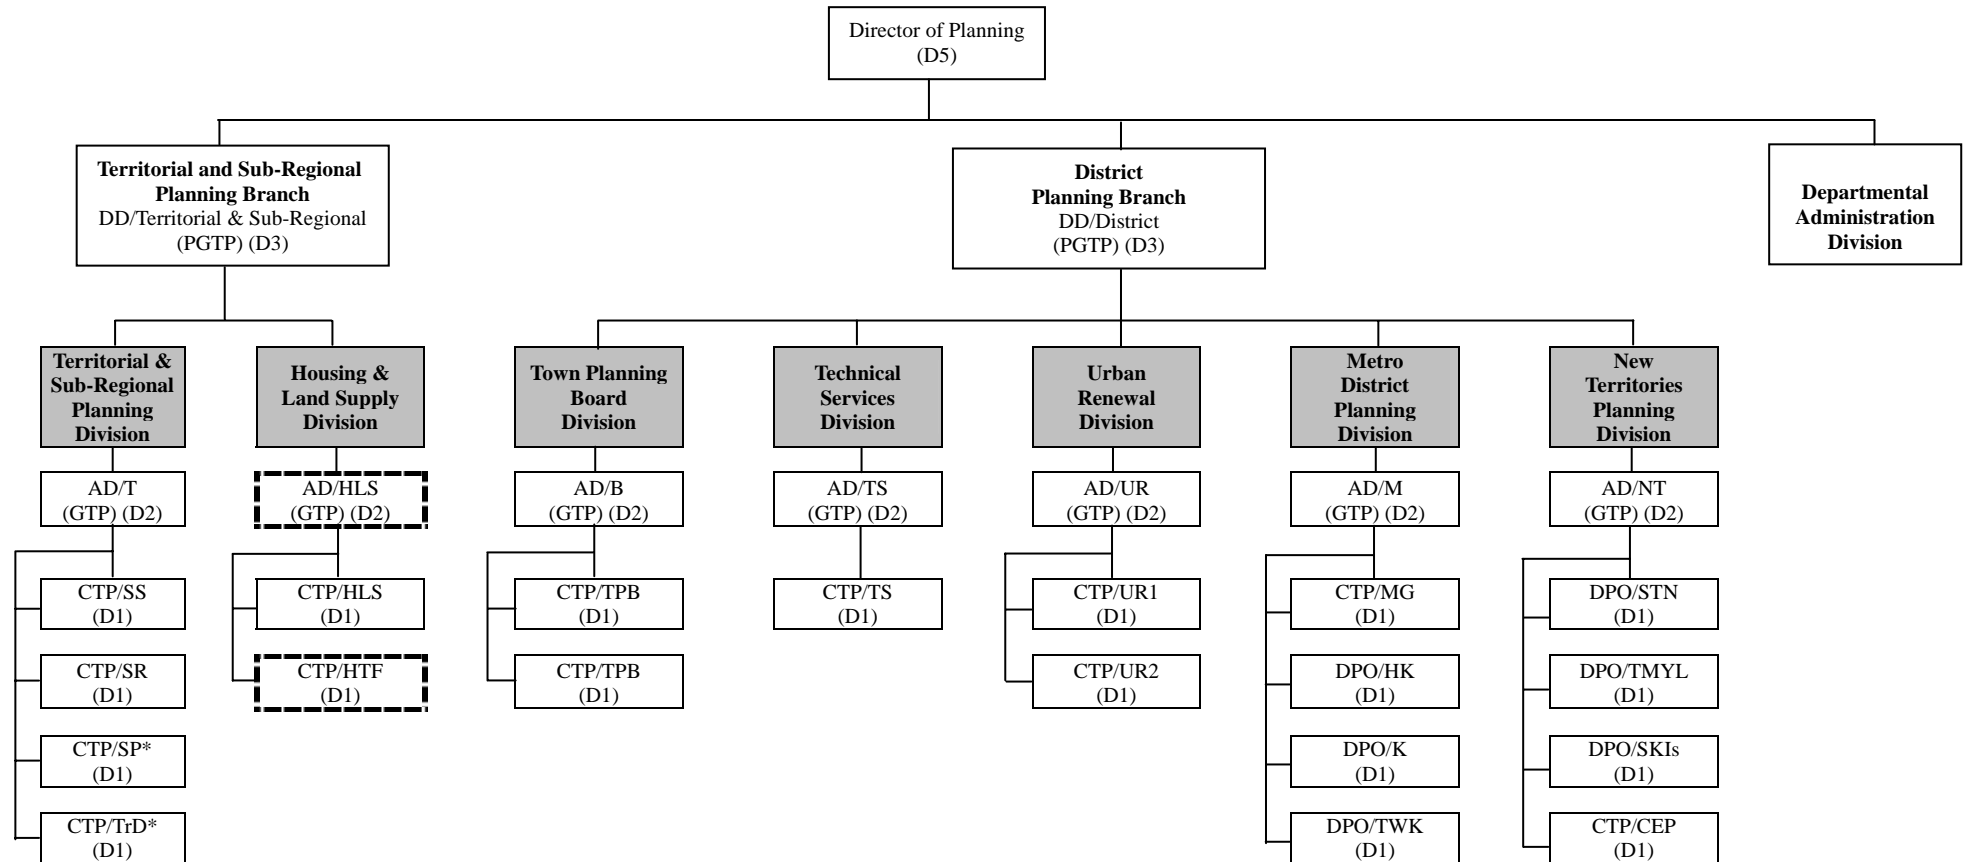 Director of Planning
(D5)
Territorial and Sub-Regional
Planning Branch
DD/Territorial & Sub-Regional
(PGTP) (D3)
District
Planning Branch
DD/District
(PGTP) (D3)
Departmental
Administration
Division
Territorial &
Sub-Regional
Planning
Division
Housing &
Land Supply
Division
Town Planning
Board
Division
Technical
Services
Division
Urban
Renewal
Division
Metro
District
Planning
Division
New
Territories
Planning
Division
AD/T
(GTP) (D2)
AD/HLS
(GTP) (D2)
AD/B
(GTP) (D2)
AD/TS
(GTP) (D2)
AD/UR
(GTP) (D2)
AD/M
(GTP) (D2)
AD/NT
(GTP) (D2)
CTP/SS
(D1)
CTP/HLS
(D1)
CTP/TPB
(D1)
CTP/TS
(D1)
CTP/UR1
(D1)
CTP/MG
(D1)
DPO/STN
(D1)
CTP/SR
(D1)
CTP/HTF
(D1)
CTP/TPB
(D1)
CTP/UR2
(D1)
DPO/HK
(D1)
DPO/TMYL
(D1)
CTP/SP*
(D1)
DPO/K
(D1)
DPO/SKIs
(D1)
CTP/TrD*
(D1)
DPO/TWK
(D1)
CTP/CEP
(D1)